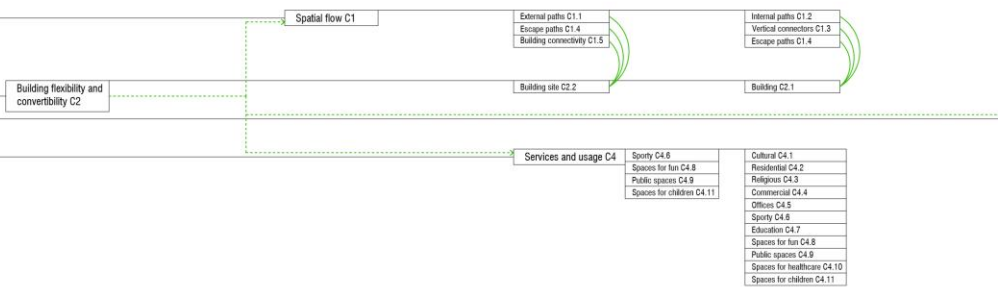 Spatial flow C1
External paths C1.1
Escape paths C1.4
Building connectivity C1.5
Internal paths C1.2
Vertical connectors C1.3
Escape paths C1.4
Building flexibility and
convertibility C2
Building site C2.2
Building C2.1
Services and usage C4
Sporty C4.6
Spaces for fun C4.8
Public spaces C4.9
Spaces for children C4.11
Cultural C4.1
Residential C4.2
Religious C4.3
Commercial C4.4
Offices C4.5
Sporty C4.6
Education C4.7
Spaces for fun C4.8
Public spaces C4.9
Spaces for healthcare C4.10
Spaces for children C4.11